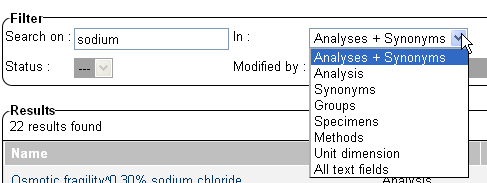 Filter
Search on : sodium In : Analyses + Synonyms
Status : --- Modified by :
Analyses + Synonyms
Analysis
Synonyms
Groups
Specimens
Methods
Unit dimension
All text fields
Results
22 results found
Name
Osmotic fragility^0.30% sodium chloride Analysis